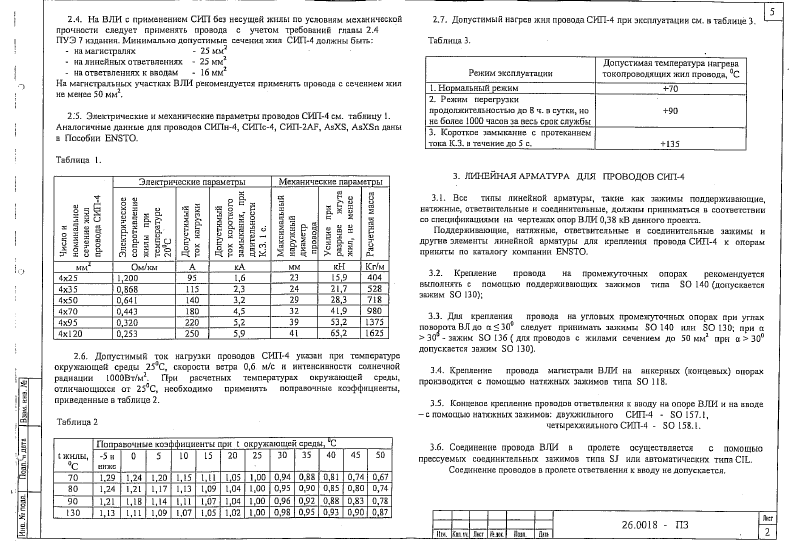 5
2.4. На ВЛИ с применением СИП без несущей жилы по условиям механической
прочности следует применять провода с учетом требований главы 2.4
ПУЭ 7 издания. Минимально допустимые сечения жил СИП-4 должны быть:
- на магистралях - 25 мм²
- на линейных ответвлениях - 25 мм²
- на ответвлениях к вводам - 16 мм²
На магистральных участках ВЛИ рекомендуется применять провода с сечением жил
не менее 50 мм².
2.5. Электрические и механические параметры проводов СИП-4 см. таблицу 1.
Аналогичные данные для проводов СИПн-4, СИПс-4, СИП-2АF, AsXS, AsXSn даны
в Пособии ENSTO.
Таблица 1.
Число и номинальное сечение жил провода СИП-4
Электрические параметры
Механические параметры
Электрическое сопротивление жилы при температуре 20°С
Допустимый ток нагрузки
Допустимый ток короткого замыкания, при длительности К.З. 1 с.
Максимальный наружный диаметр провода
Усилие при разрыве жгута жил, не менее
Расчетная масса
мм² Ом/км А кА мм кН Кг/м
4х25 1,200 95 1,6 23 15,9 404
4х35 0,868 115 2,3 24 21,7 528
4х50 0,641 140 3,2 29 28,3 718
4х70 0,443 180 4,5 32 41,9 980
4х95 0,320 220 5,2 39 53,2 1375
4х120 0,253 250 5,9 41 65,2 1625
2.6. Допустимый ток нагрузки проводов СИП-4 указан при температуре
окружающей среды 25°С, скорости ветра 0,6 м/с и интенсивности солнечной
радиации 1000Вт/м². При расчетных температурах окружающей среды,
отличающихся от 25°С, необходимо применять поправочные коэффициенты,
приведенные в таблице 2.
Таблица 2
Поправочные коэффициенты при t окружающей среды, °С
t жилы, °С -5 и ниже 0 5 10 15 20 25 30 35 40 45 50
70 1,29 1,24 1,20 1,15 1,11 1,05 1,00 0,94 0,88 0,81 0,74 0,67
80 1,24 1,21 1,17 1,13 1,09 1,04 1,00 0,95 0,90 0,85 0,80 0,74
90 1,21 1,18 1,14 1,11 1,07 1,04 1,00 0,96 0,92 0,88 0,83 0,78
130 1,13 1,11 1,09 1,07 1,05 1,02 1,00 0,98 0,95 0,93 0,90 0,87
2.7. Допустимый нагрев жил провода СИП-4 при эксплуатации см. в таблице 3.
Таблица 3.
Режим эксплуатации
Допустимая температура нагрева
токопроводящих жил провода, °С
1. Нормальный режим +70
2. Режим перегрузки
продолжительностью до 8 ч. в сутки, но +90
не более 1000 часов за весь срок службы
3. Короткое замыкание с протеканием
тока К.З. в течение до 5 с. +135
3. ЛИНЕЙНАЯ АРМАТУРА ДЛЯ ПРОВОДОВ СИП-4
3.1. Все типы линейной арматуры, такие как зажимы поддерживающие,
натяжные, ответвительные и соединительные, должны приниматься в соответствии
со спецификациями на чертежах опор ВЛИ 0,38 кВ данного проекта.
Поддерживающие, натяжные, ответвительные и соединительные зажимы и
другие элементы линейной арматуры для крепления провода СИП-4 к опорам
приняты по каталогу компании ENSTO.
3.2. Крепление провода на промежуточных опорах рекомендуется
выполнять с помощью поддерживающих зажимов типа SO 140 (допускается
зажим SO 130);
3.3. Для крепления провода на угловых промежуточных опорах при углах
поворота ВЛ до α ≤ 30° следует принимать зажимы SO 140 или SO 130; при α
> 30° - зажим SO 136 ( для проводов с жилами сечением до 50 мм² при α > 30°
допускается зажим SO 130).
3.4. Крепление провода магистрали ВЛИ на анкерных (концевых) опорах
производится с помощью натяжных зажимов типа SO 118.
3.5. Концевое крепление проводов ответвления к вводу на опоре ВЛИ и на вводе
– с помощью натяжных зажимов: двухжильного СИП-4 - SO 157.1,
четырехжильного СИП-4 - SO 158.1.
3.6. Соединение провода ВЛИ в пролете осуществляется с помощью
прессуемых соединительных зажимов типа SJ или автоматических типа CIL.
Соединение проводов в пролете ответвления к вводу не допускается.
Взам. инв. №
Подп. и дата
Инв. № подл.
Изм. Кол.уч. Лист № док. Подп. Дата
26.0018 - ПЗ
Лист
2